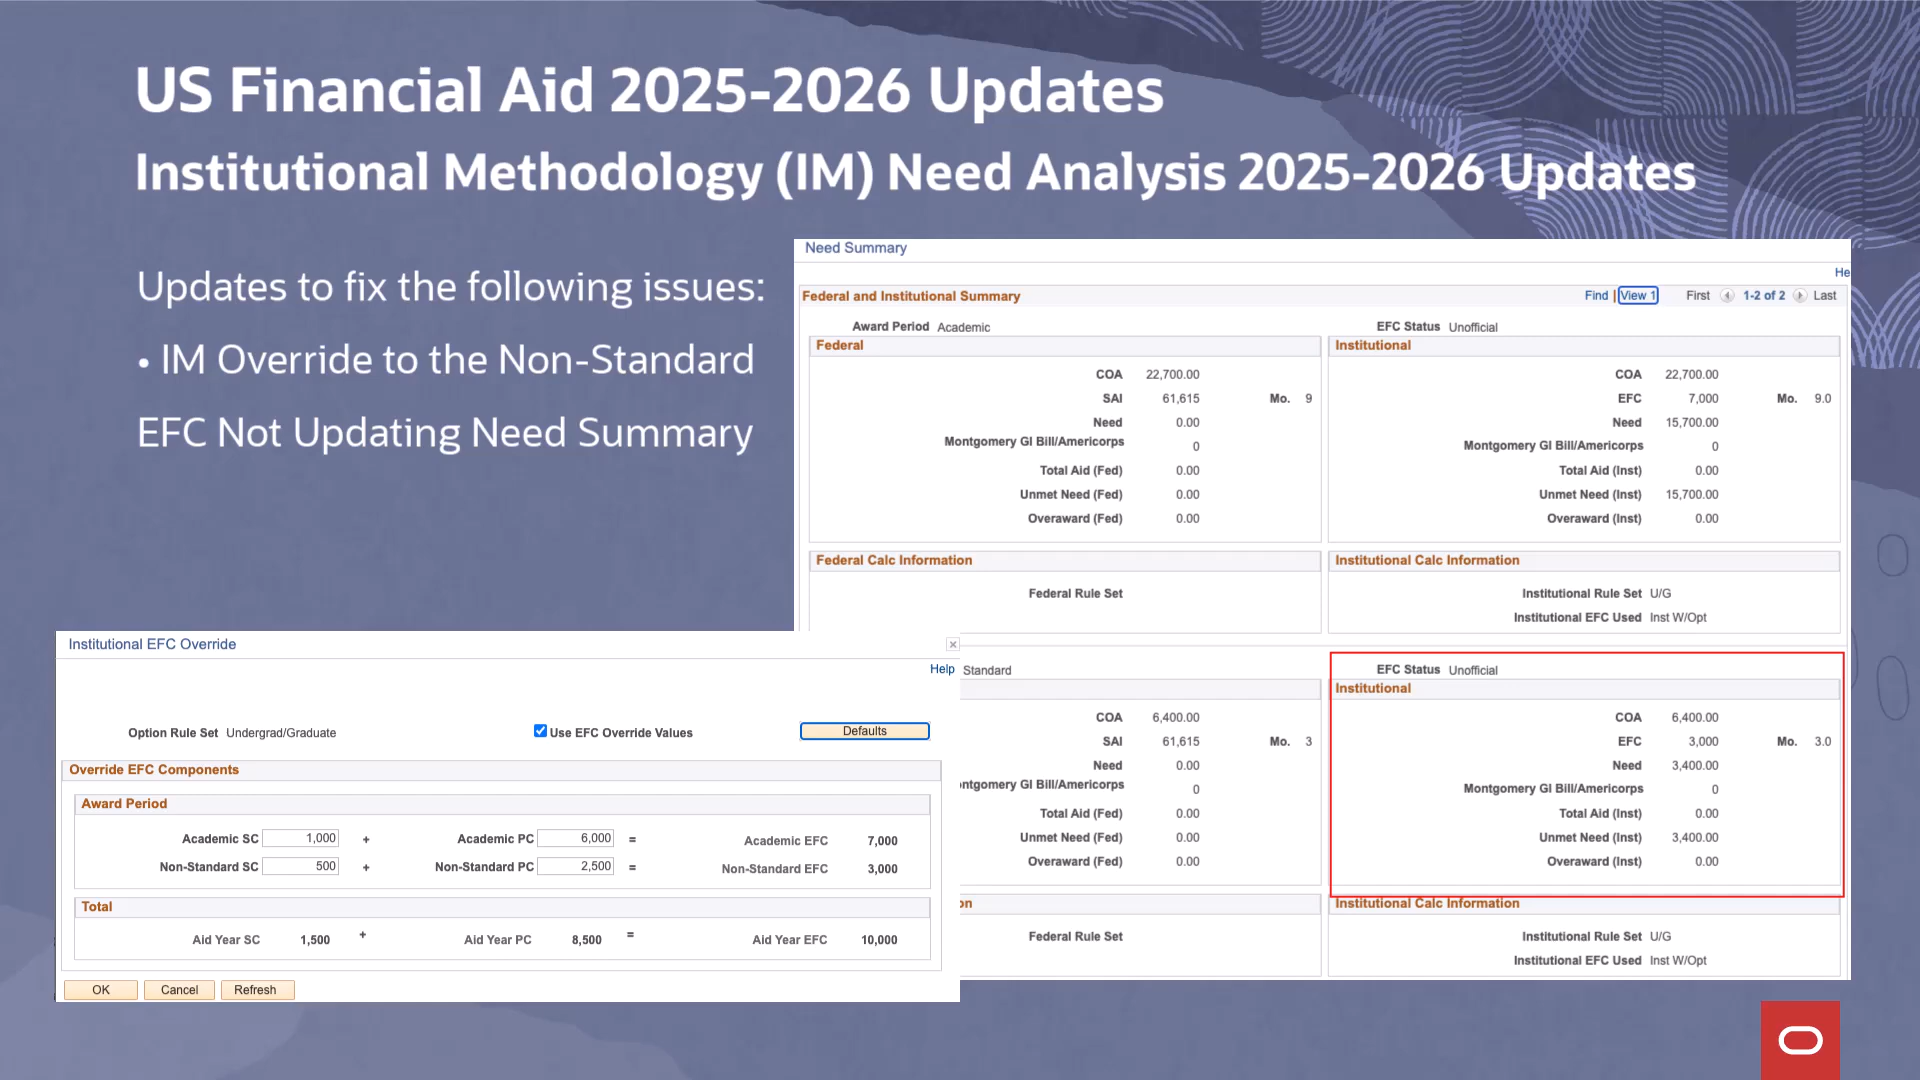 US Financial Aid 2025-2026 Updates
Institutional Methodology (IM) Need Analysis 2025-2026 Updates
Updates to fix the following issues:
• IM Override to the Non-Standard
EFC Not Updating Need Summary
Need Summary
He
Federal and Institutional Summary Find | View 1 First 1-2 of 2 Last
Award Period Academic EFC Status Unofficial
Federal Institutional
COA 22,700.00 COA 22,700.00
SAI 61,615 Mo. 9 EFC 7,000 Mo. 9.0
Need 0.00 Need 15,700.00
Montgomery GI Bill/Americorps 0 Montgomery GI Bill/Americorps 0
Total Aid (Fed) 0.00 Total Aid (Inst) 0.00
Unmet Need (Fed) 0.00 Unmet Need (Inst) 15,700.00
Overaward (Fed) 0.00 Overaward (Inst) 0.00
Federal Calc Information Institutional Calc Information
Federal Rule Set Institutional Rule Set U/G
Institutional EFC Used Inst W/Opt
Standard EFC Status Unofficial
Institutional
COA 6,400.00 COA 6,400.00
SAI 61,615 Mo. 3 EFC 3,000 Mo. 3.0
Need 0.00 Need 3,400.00
ntgomery GI Bill/Americorps 0 Montgomery GI Bill/Americorps 0
Total Aid (Fed) 0.00 Total Aid (Inst) 0.00
Unmet Need (Fed) 0.00 Unmet Need (Inst) 3,400.00
Overaward (Fed) 0.00 Overaward (Inst) 0.00
on Institutional Calc Information
Federal Rule Set Institutional Rule Set U/G
Institutional EFC Used Inst W/Opt
Institutional EFC Override ×
Help
Option Rule Set Undergrad/Graduate Use EFC Override Values Defaults
Override EFC Components
Award Period
Academic SC 1,000 + Academic PC 6,000 = Academic EFC 7,000
Non-Standard SC 500 + Non-Standard PC 2,500 = Non-Standard EFC 3,000
Total
Aid Year SC 1,500 + Aid Year PC 8,500 = Aid Year EFC 10,000
OK Cancel Refresh